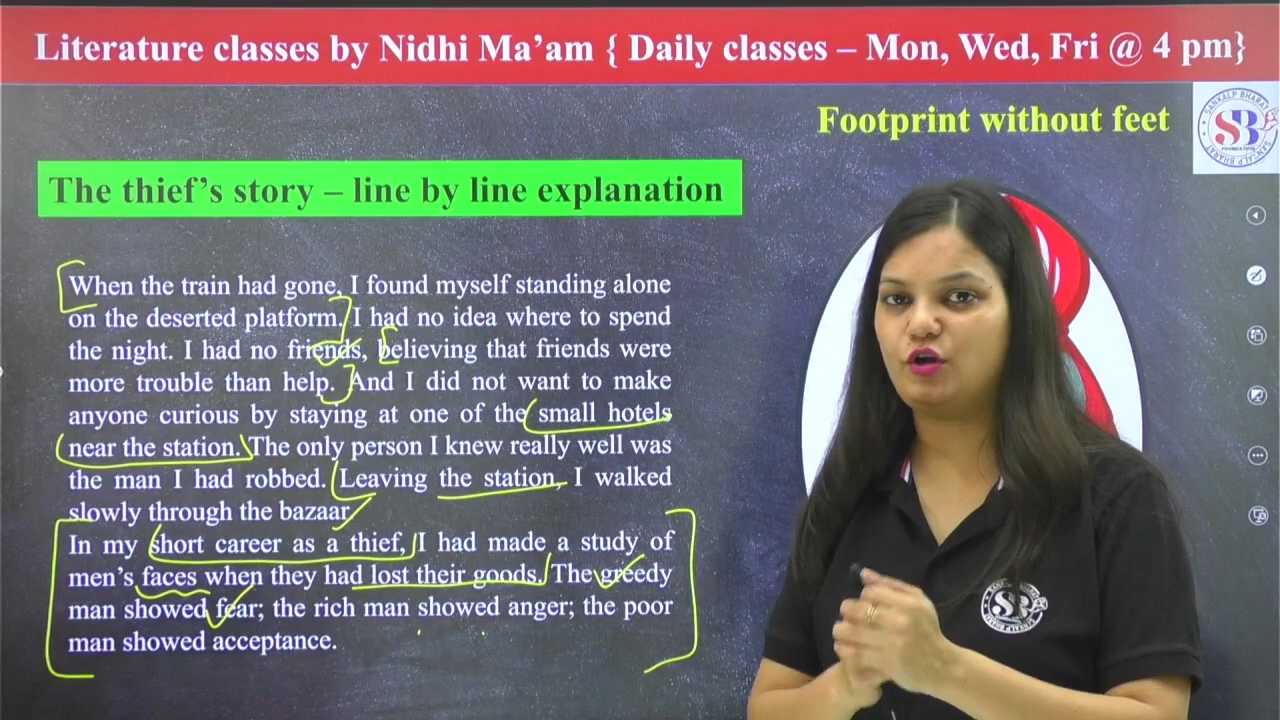 Literature classes by Nidhi Ma'am { Daily classes – Mon, Wed, Fri @ 4 pm}
Footprint without feet
SANKALP BHARAT
SB
FOUNDATION
The thief's story – line by line explanation
When the train had gone, I found myself standing alone
on the deserted platform. I had no idea where to spend
the night. I had no friends, believing that friends were
more trouble than help. And I did not want to make
anyone curious by staying at one of the small hotels
near the station. The only person I knew really well was
the man I had robbed. Leaving the station, I walked
slowly through the bazaar
In my short career as a thief, I had made a study of
men's faces when they had lost their goods. The greedy
man showed fear; the rich man showed anger; the poor
man showed acceptance.
SB